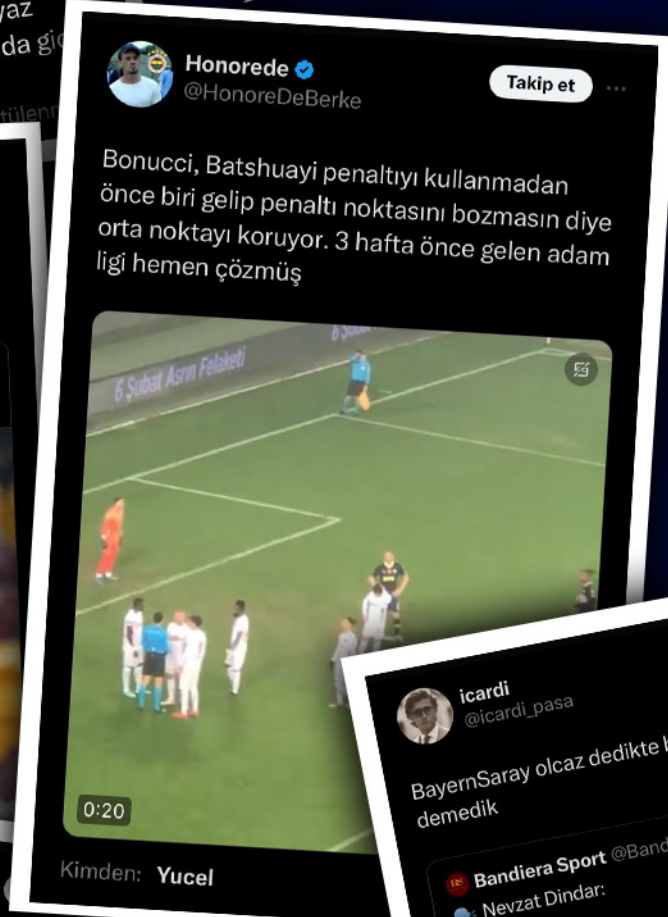 yaz
da
Honorede
@HonoreDeBerke
Takip et
Bonucci, Batshuayi penaltıyı kullanmadan
önce biri gelip penaltı noktasını bozmasın diye
orta noktayı koruyor. 3 hafta önce gelen adam
ligi hemen çözmüş
6 Şubat Asrın Felaketi
6
0:20
Kimden: Yucel
icardi
@icardi_pasa
BayernSaray olcaz dedikte
demedik
BS
Bandiera Sport
Nevzat Dindar: